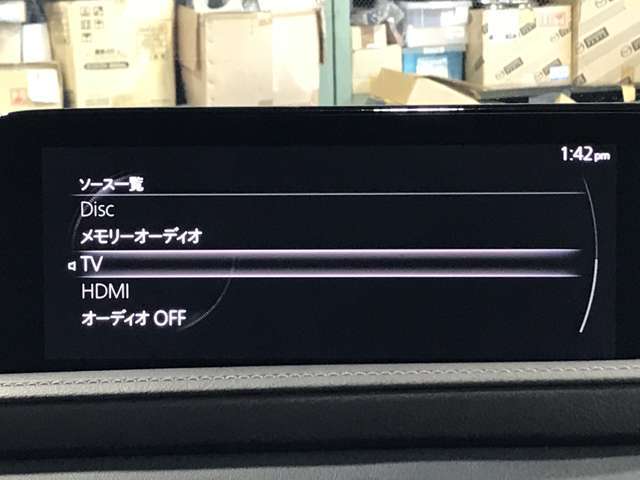 1:42pm
ソース一覧
Disc
メモリーオーディオ
TV
HDMI
オーディオ OFF